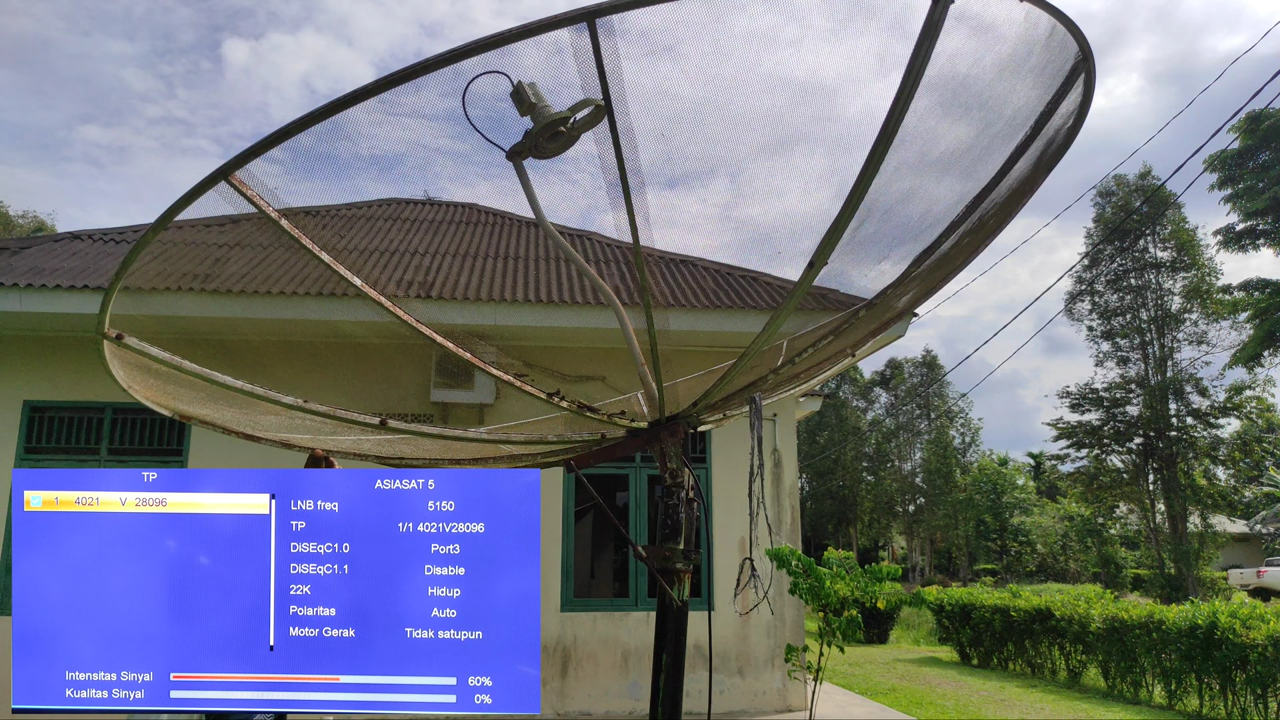 TP
ASIASAT 5
1 4021 V 28096
LNB freq 5150
TP 1/1 4021V28096
DiSEqC1.0 Port3
DiSEqC1.1 Disable
22K Hidup
Polaritas Auto
Motor Gerak Tidak satupun
Intensitas Sinyal 60%
Kualitas Sinyal 0%